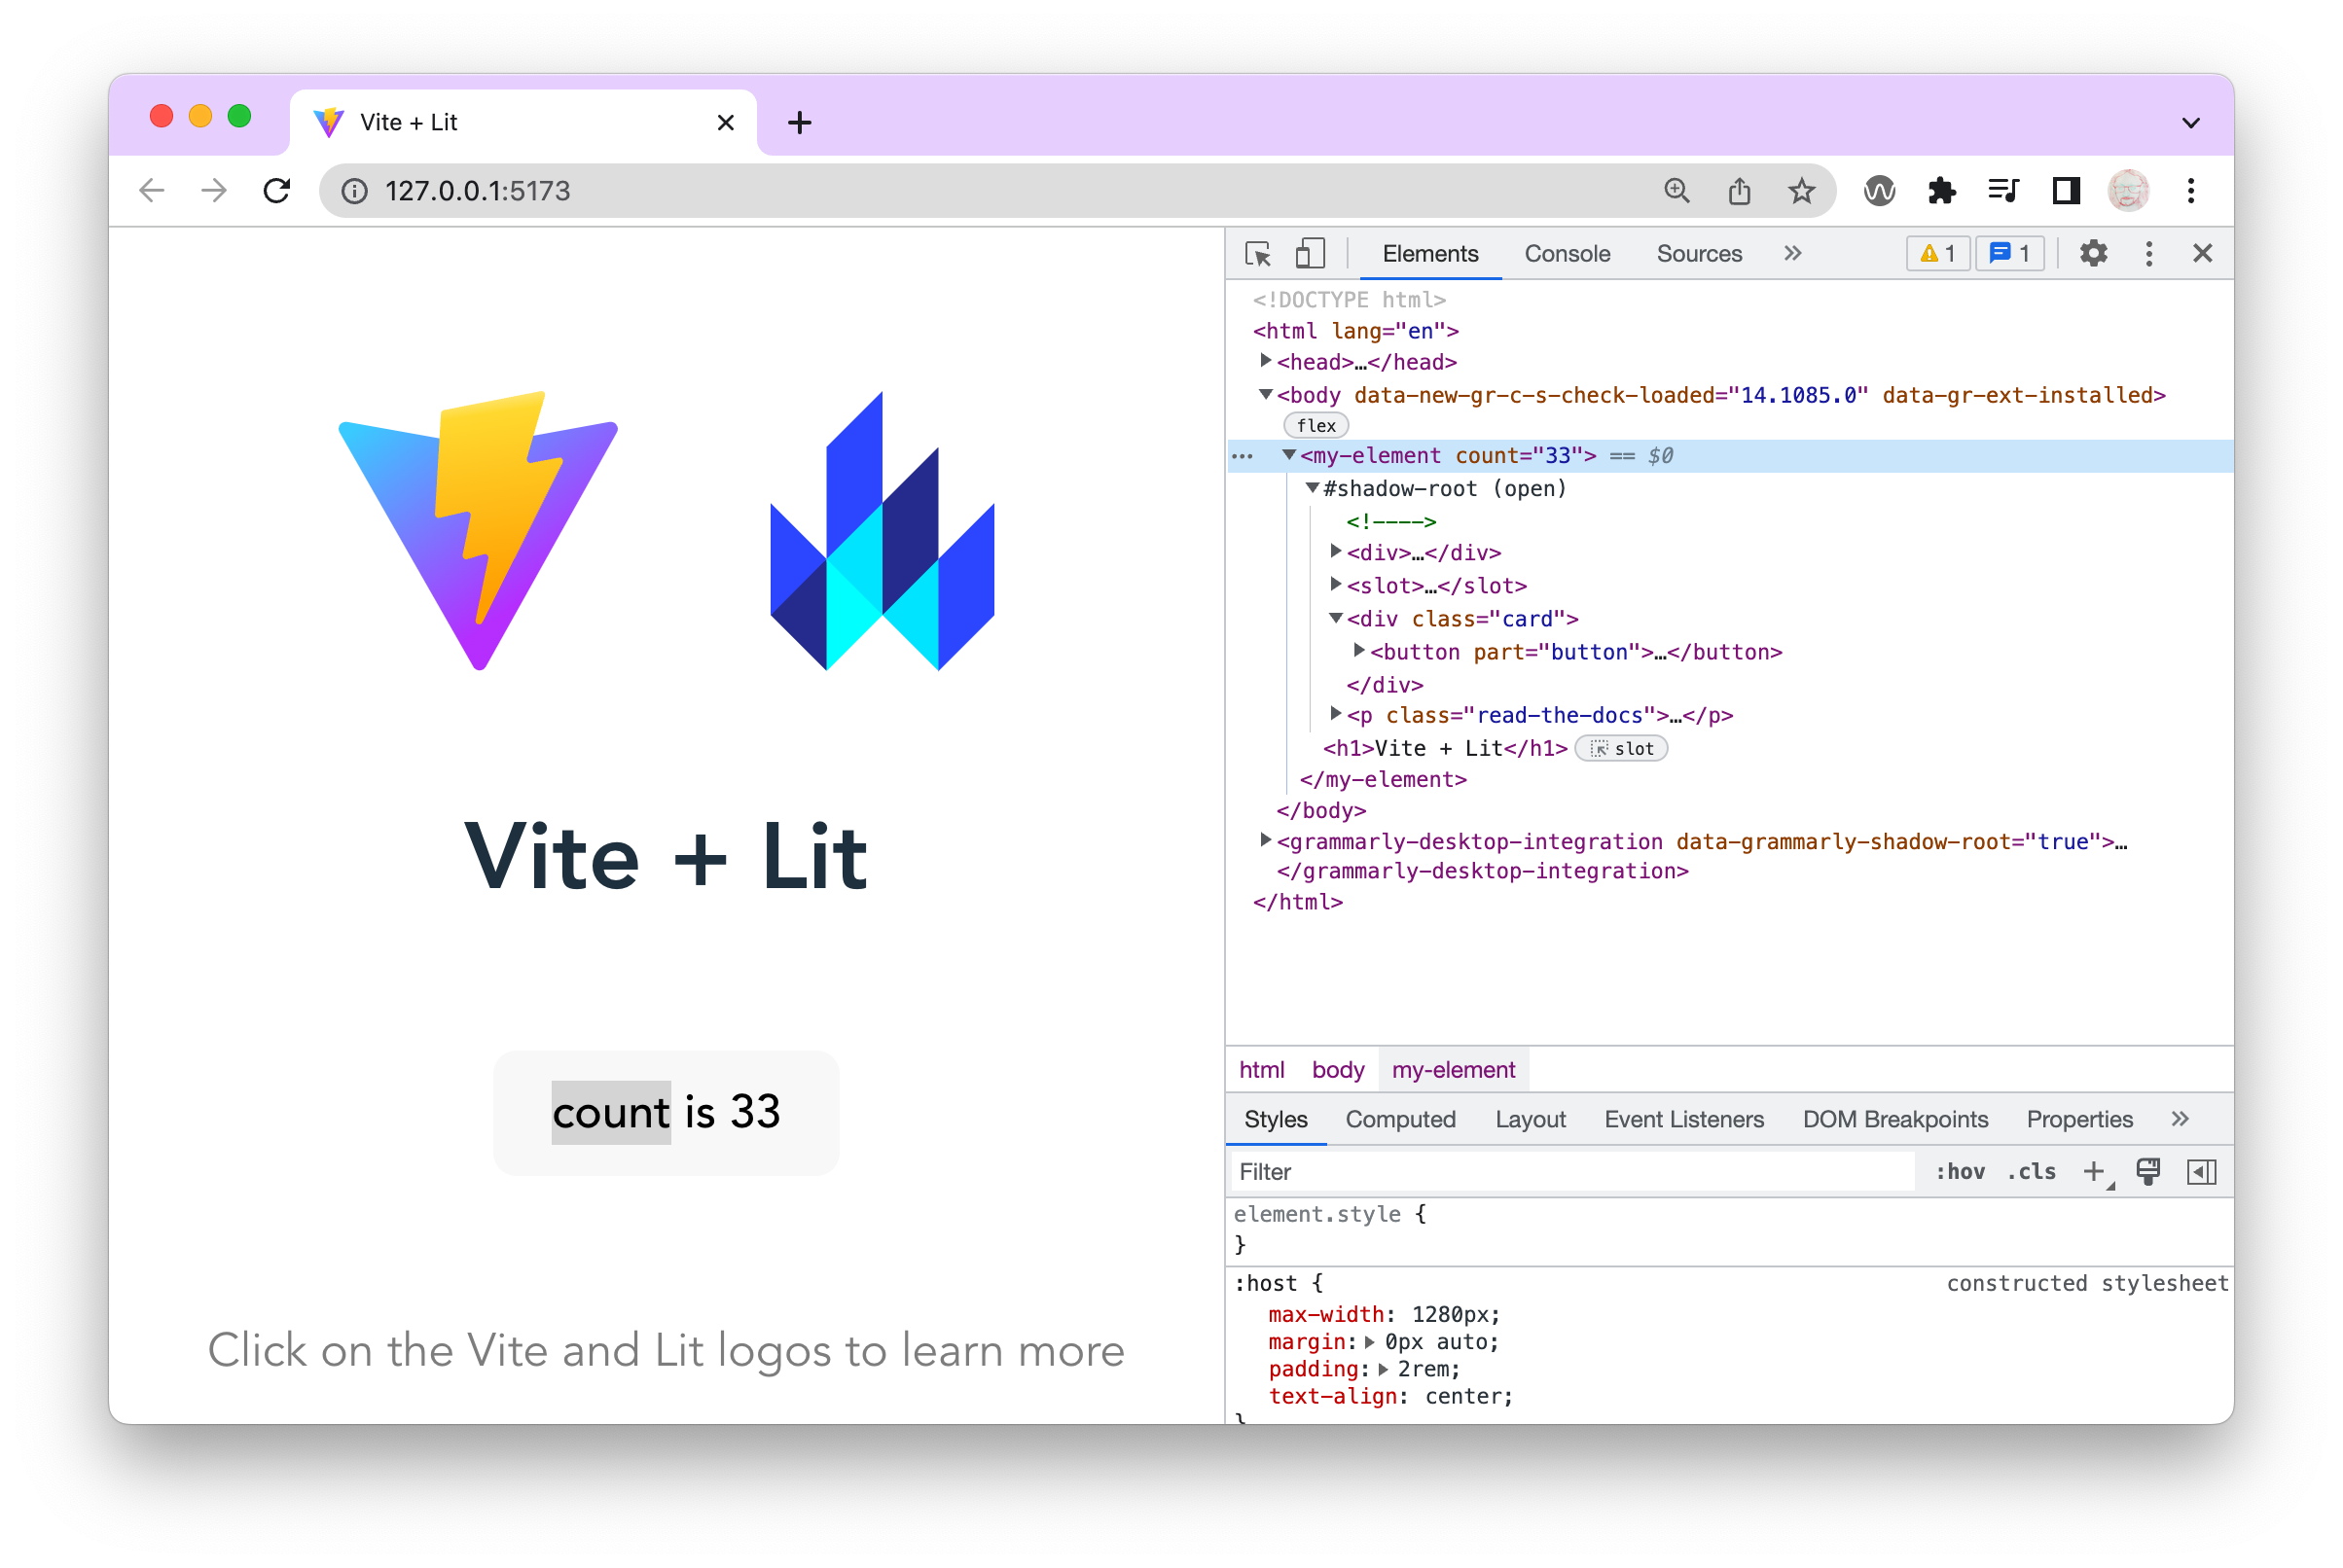 Vite + Lit
127.0.0.1:5173
Vite + Lit
count is 33
Click on the Vite and Lit logos to learn more
Elements Console Sources » 1 1
<!DOCTYPE html>
<html lang="en">
<head>…</head>
<body data-new-gr-c-s-check-loaded="14.1085.0" data-gr-ext-installed>
flex
… <my-element count="33"> == $0
#shadow-root (open)
<!---->
<div>…</div>
<slot>…</slot>
<div class="card">
<button part="button">…</button>
</div>
<p class="read-the-docs">…</p>
<h1>Vite + Lit</h1> slot
</my-element>
</body>
<grammarly-desktop-integration data-grammarly-shadow-root="true">…
</grammarly-desktop-integration>
</html>
html body my-element
Styles Computed Layout Event Listeners DOM Breakpoints Properties »
Filter :hov .cls +
element.style {
}
:host { constructed stylesheet
max-width: 1280px;
margin: 0px auto;
padding: 2rem;
text-align: center;
}